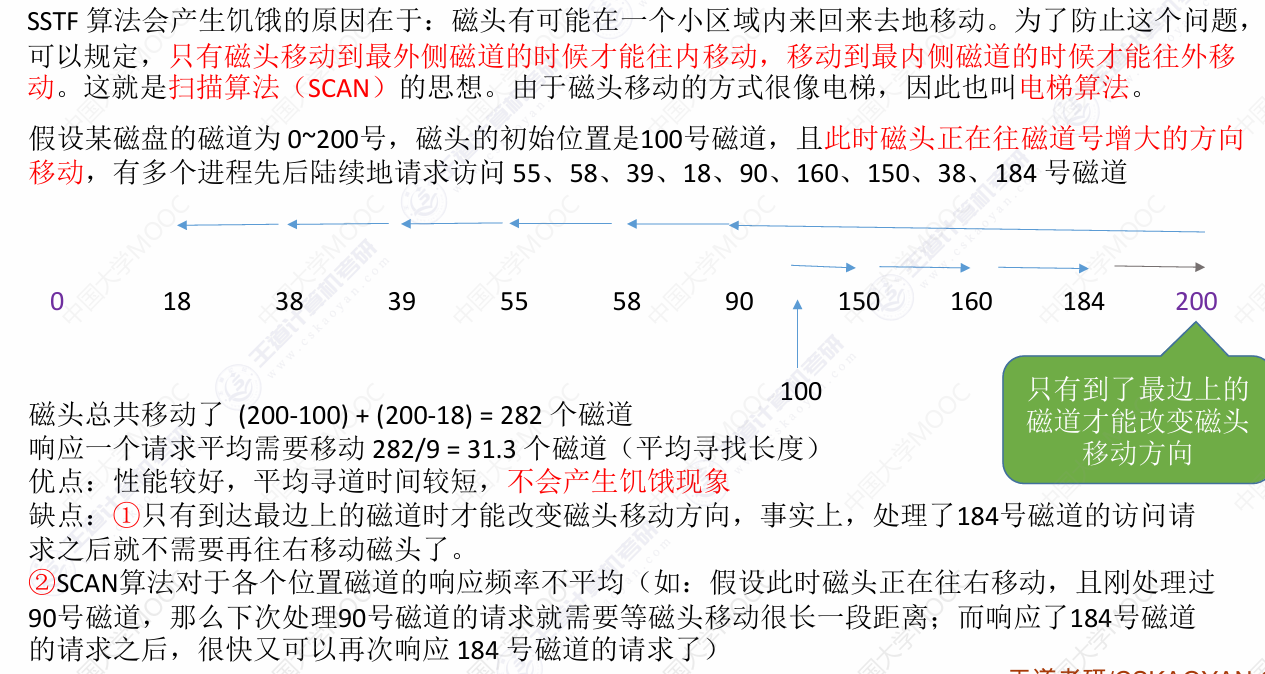 SSTF 算法会产生饥饿的原因在于：磁头有可能在一个小区域内来回来去地移动。为了防止这个问题，
可以规定，只有磁头移动到最外侧磁道的时候才能往内移动，移动到最内侧磁道的时候才能往外移
动。这就是扫描算法（SCAN）的思想。由于磁头移动的方式很像电梯，因此也叫电梯算法。
假设某磁盘的磁道为 0~200号，磁头的初始位置是100号磁道，且此时磁头正在往磁道号增大的方向
移动，有多个进程先后陆续地请求访问 55、58、39、18、90、160、150、38、184 号磁道
0 18 38 39 55 58 90 150 160 184 200
100
只有到了最边上的
磁道才能改变磁头
移动方向
磁头总共移动了 (200-100) + (200-18) = 282 个磁道
响应一个请求平均需要移动 282/9 = 31.3 个磁道（平均寻找长度）
优点：性能较好，平均寻道时间较短，不会产生饥饿现象
缺点：①只有到达最边上的磁道时才能改变磁头移动方向，事实上，处理了184号磁道的访问请
求之后就不需要再往右移动磁头了。
②SCAN算法对于各个位置磁道的响应频率不平均（如：假设此时磁头正在往右移动，且刚处理过
90号磁道，那么下次处理90号磁道的请求就需要等磁头移动很长一段距离；而响应了184号磁道
的请求之后，很快又可以再次响应 184 号磁道的请求了）
中国大学MOOC
王道计算机考研
www.cskaoyan.com